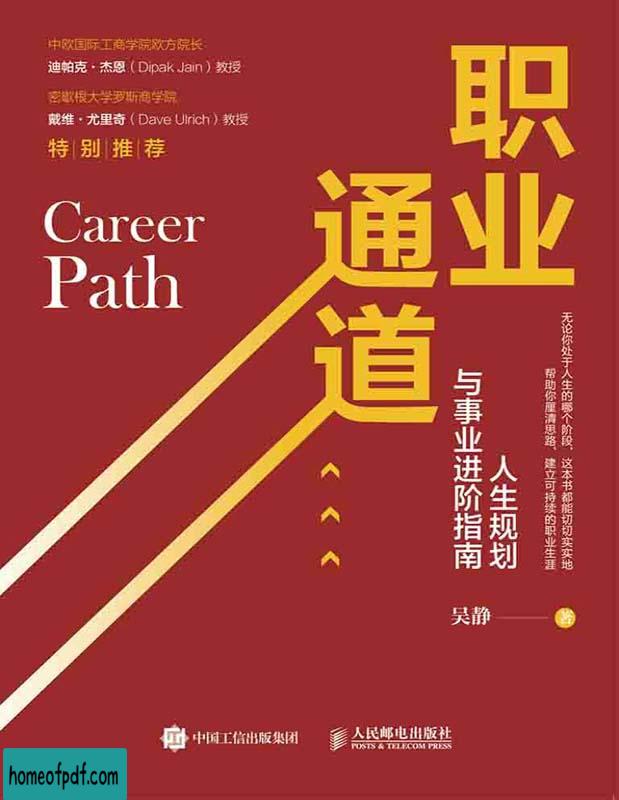 中欧国际工商学院欧方院长
迪帕克·杰恩（Dipak Jain）教授
密歇根大学罗斯商学院
戴维·尤里奇（Dave Ulrich）教授
特|别|推|荐
职业
通道
Career
Path
无论你处于人生的哪个阶段，这本书都能切切实实地
帮助你厘清思路，建立可持续的职业生涯
人生规划
与事业进阶指南
吴静
著
中国工信出版集团
人民邮电出版社
POSTS & TELECOM PRESS
homeofpdf.com